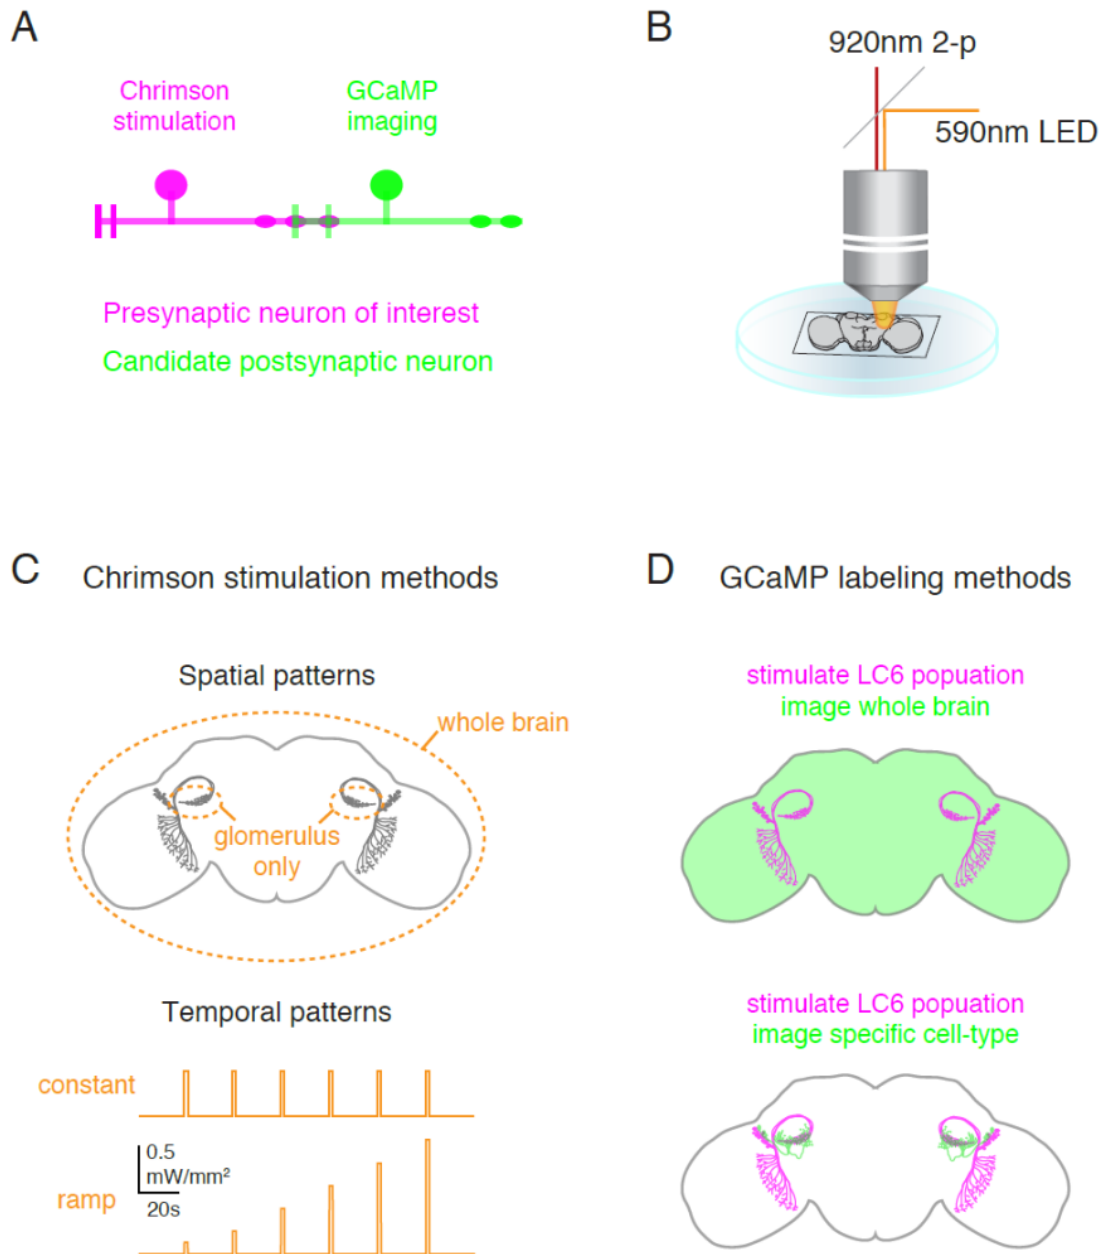 A
Chrimson
stimulation
GCaMP
imaging
Presynaptic neuron of interest
Candidate postsynaptic neuron
B
920nm 2-p
590nm LED
C
Chrimson stimulation methods
Spatial patterns
whole brain
glomerulus
only
Temporal patterns
constant
0.5
mW/mm²
20s
ramp
D
GCaMP labeling methods
stimulate LC6 popuation
image whole brain
stimulate LC6 popuation
image specific cell-type